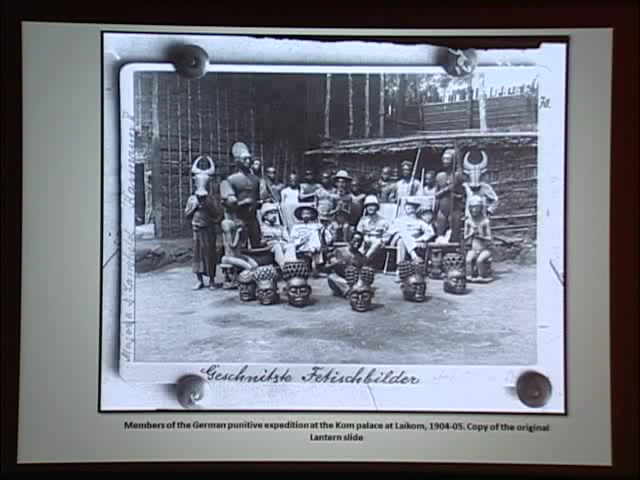 Geschnitzte Fetischbilder
Members of the German punitive expedition at the Kom palace at Laikom, 1904-05. Copy of the original
Lantern slide